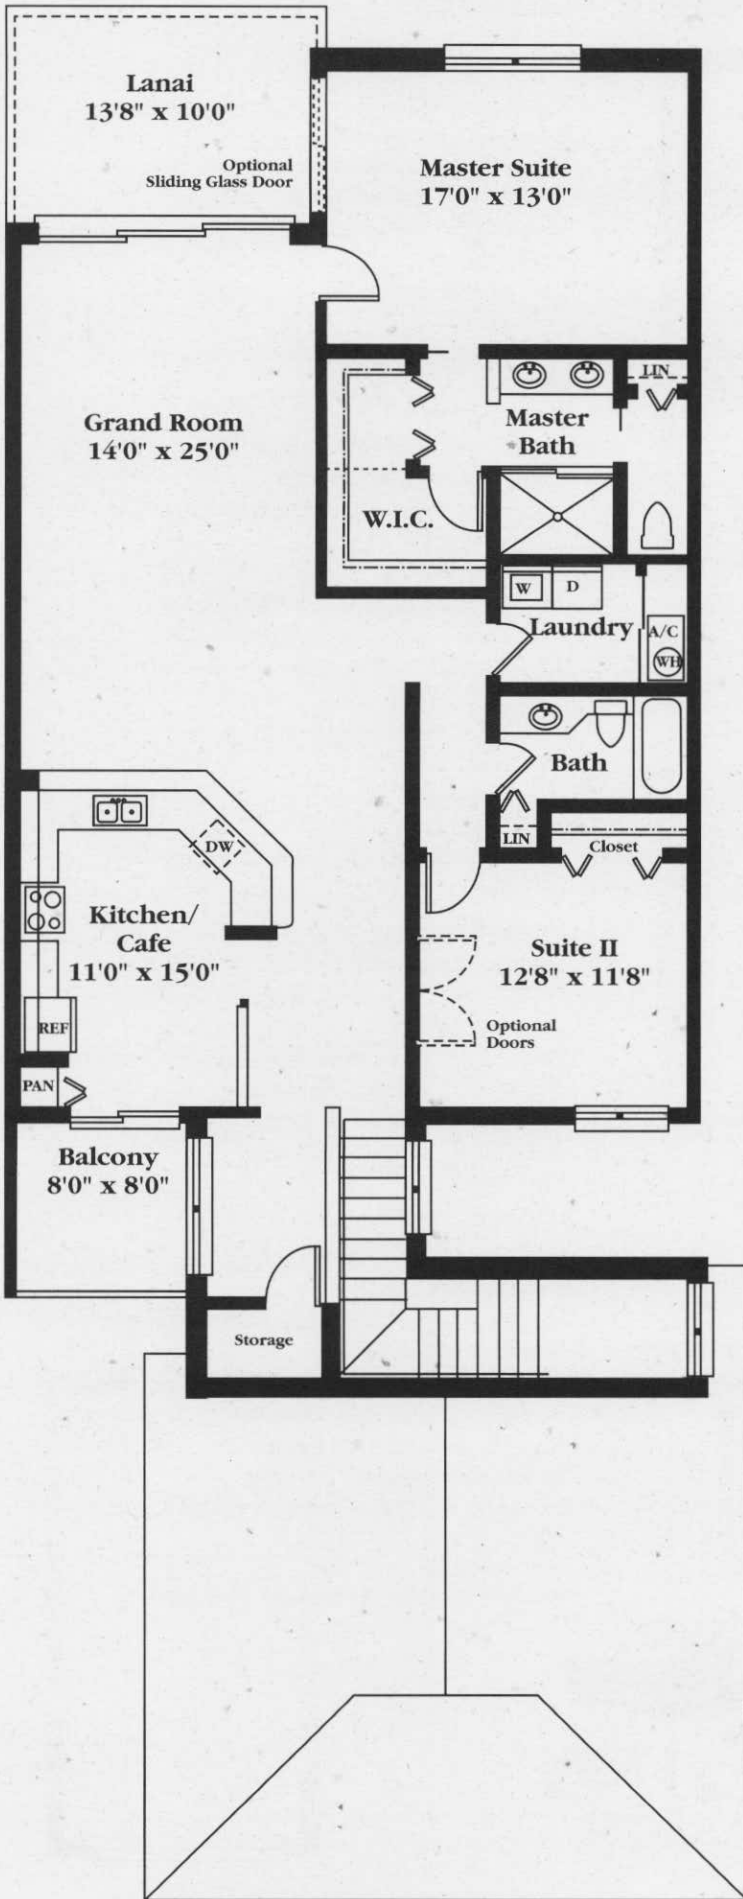 Lanai
13'8" x 10'0"
Optional
Sliding Glass Door
Master Suite
17'0" x 13'0"
Grand Room
14'0" x 25'0"
LIN
Master
Bath
W.I.C.
W
D
Laundry
A/C
WH
Bath
LIN
Closet
DW
Kitchen/
Cafe
11'0" x 15'0"
REF
PAN
Suite II
12'8" x 11'8"
Optional
Doors
Balcony
8'0" x 8'0"
Storage